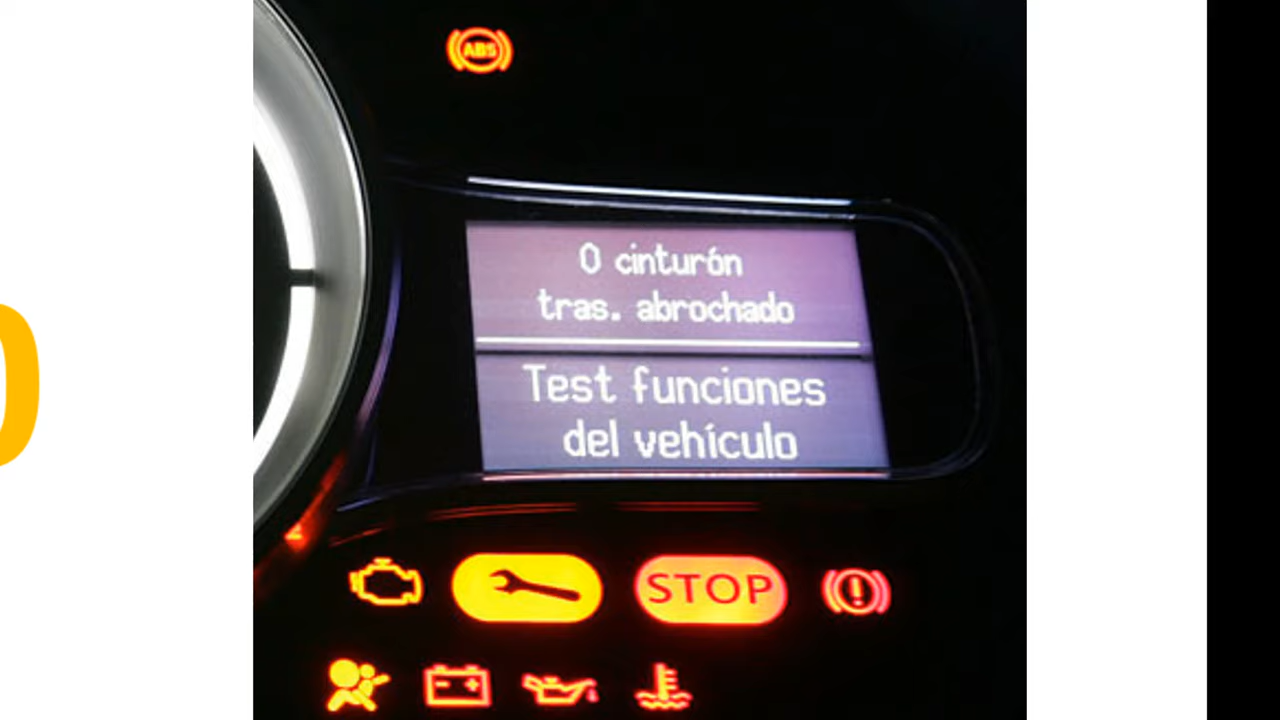 ABS
0 cinturón
tras. abrochado
Test funciones
del vehículo
STOP